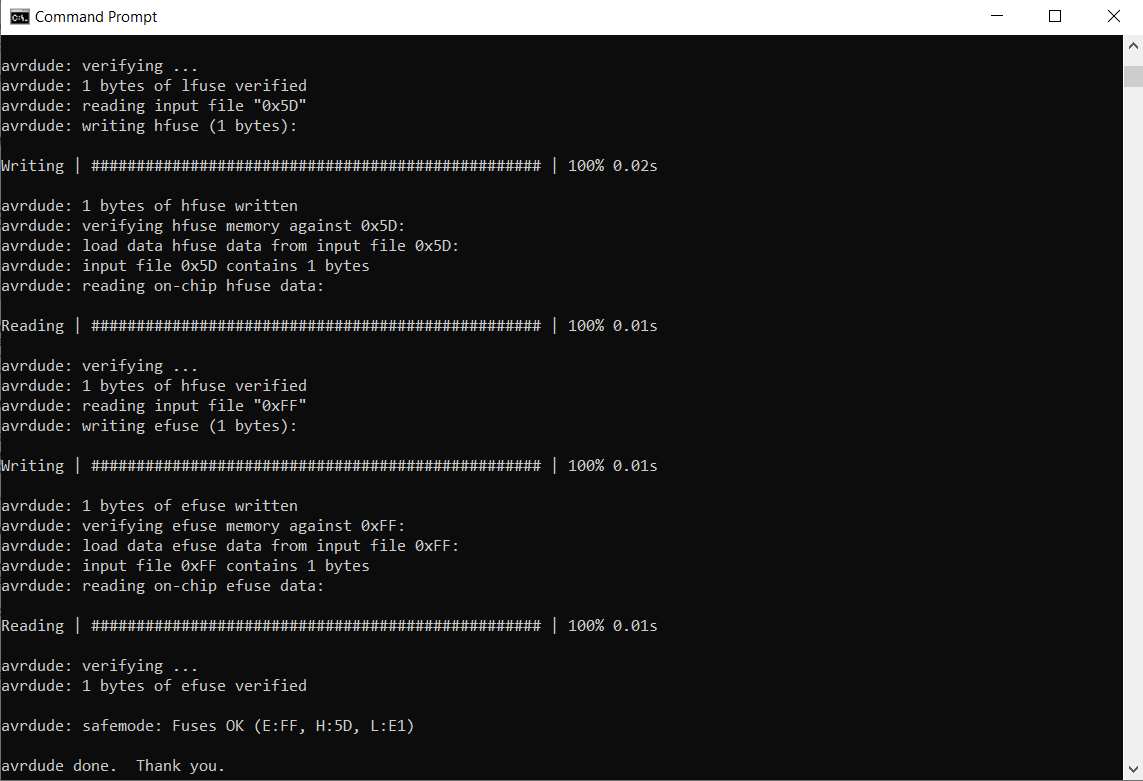 Command Prompt
avrdude: verifying ...
avrdude: 1 bytes of lfuse verified
avrdude: reading input file "0x5D"
avrdude: writing hfuse (1 bytes):
Writing | ################################################## | 100% 0.02s
avrdude: 1 bytes of hfuse written
avrdude: verifying hfuse memory against 0x5D:
avrdude: load data hfuse data from input file 0x5D:
avrdude: input file 0x5D contains 1 bytes
avrdude: reading on-chip hfuse data:
Reading | ################################################## | 100% 0.01s
avrdude: verifying ...
avrdude: 1 bytes of hfuse verified
avrdude: reading input file "0xFF"
avrdude: writing efuse (1 bytes):
Writing | ################################################## | 100% 0.01s
avrdude: 1 bytes of efuse written
avrdude: verifying efuse memory against 0xFF:
avrdude: load data efuse data from input file 0xFF:
avrdude: input file 0xFF contains 1 bytes
avrdude: reading on-chip efuse data:
Reading | ################################################## | 100% 0.01s
avrdude: verifying ...
avrdude: 1 bytes of efuse verified
avrdude: safemode: Fuses OK (E:FF, H:5D, L:E1)
avrdude done.  Thank you.